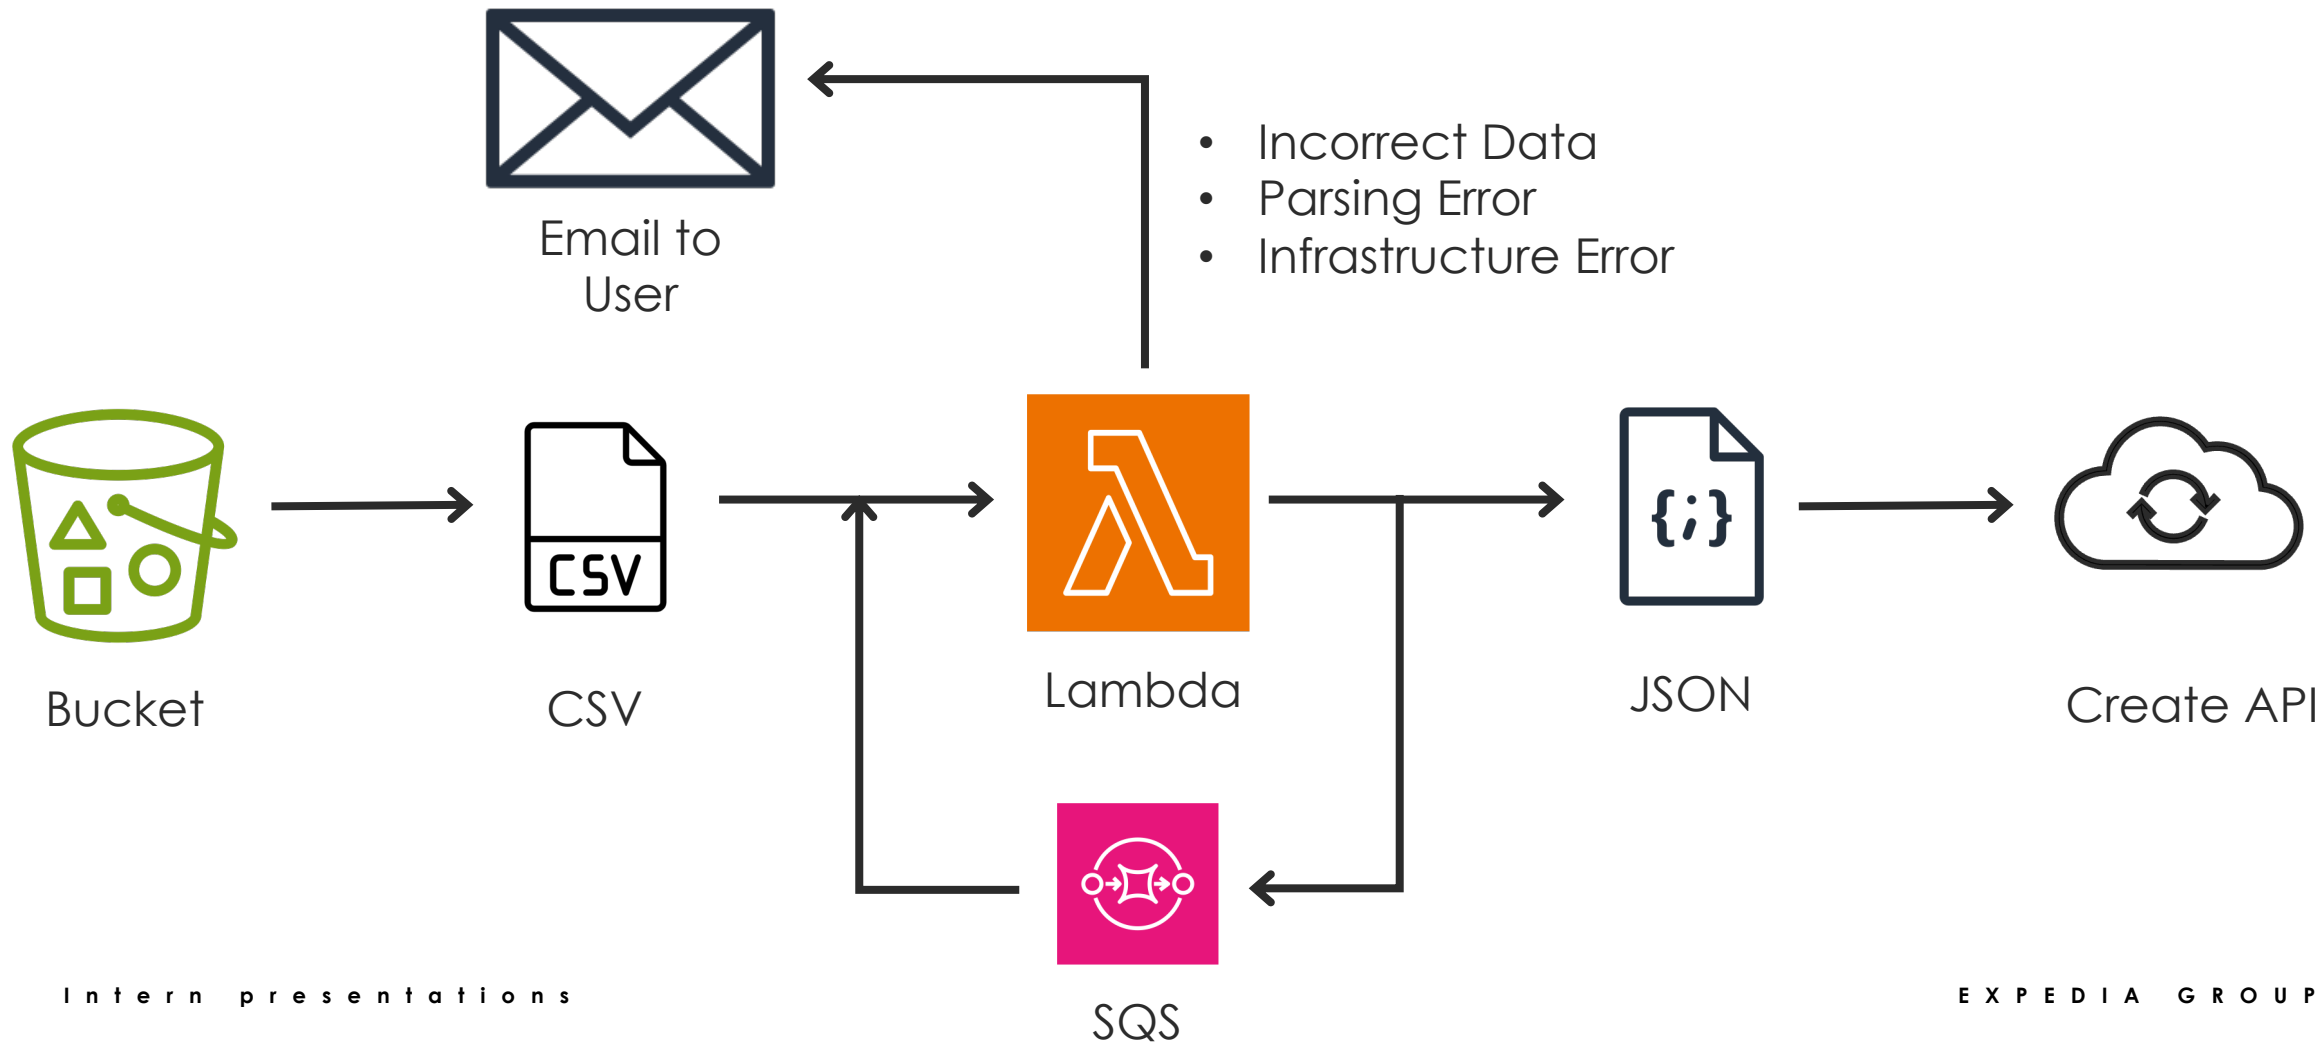 Email to
User
• Incorrect Data
• Parsing Error
• Infrastructure Error
CSV
{;}
Bucket
CSV
Lambda
JSON
Create API
SQS
Intern presentations
EXPEDIA GROUP